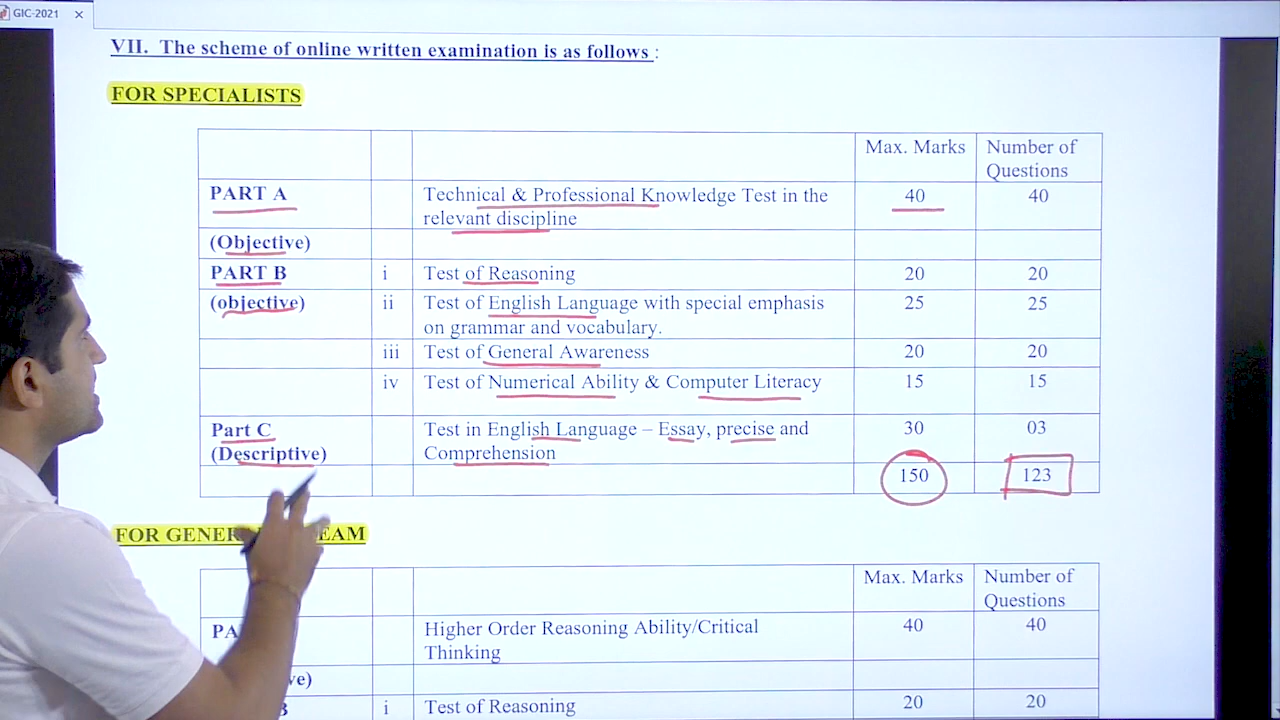 GIC-2021 ×
VII. The scheme of online written examination is as follows :
FOR SPECIALISTS
Max. Marks Number of
Questions
PART A Technical & Professional Knowledge Test in the 40 40
relevant discipline
(Objective)
PART B i Test of Reasoning 20 20
(objective) ii Test of English Language with special emphasis 25 25
on grammar and vocabulary.
iii Test of General Awareness 20 20
iv Test of Numerical Ability & Computer Literacy 15 15
Part C Test in English Language – Essay, precise and 30 03
(Descriptive) Comprehension
150 123
FOR
Max. Marks Number of
Questions
Higher Order Reasoning Ability/Critical 40 40
Thinking
i Test of Reasoning 20 20